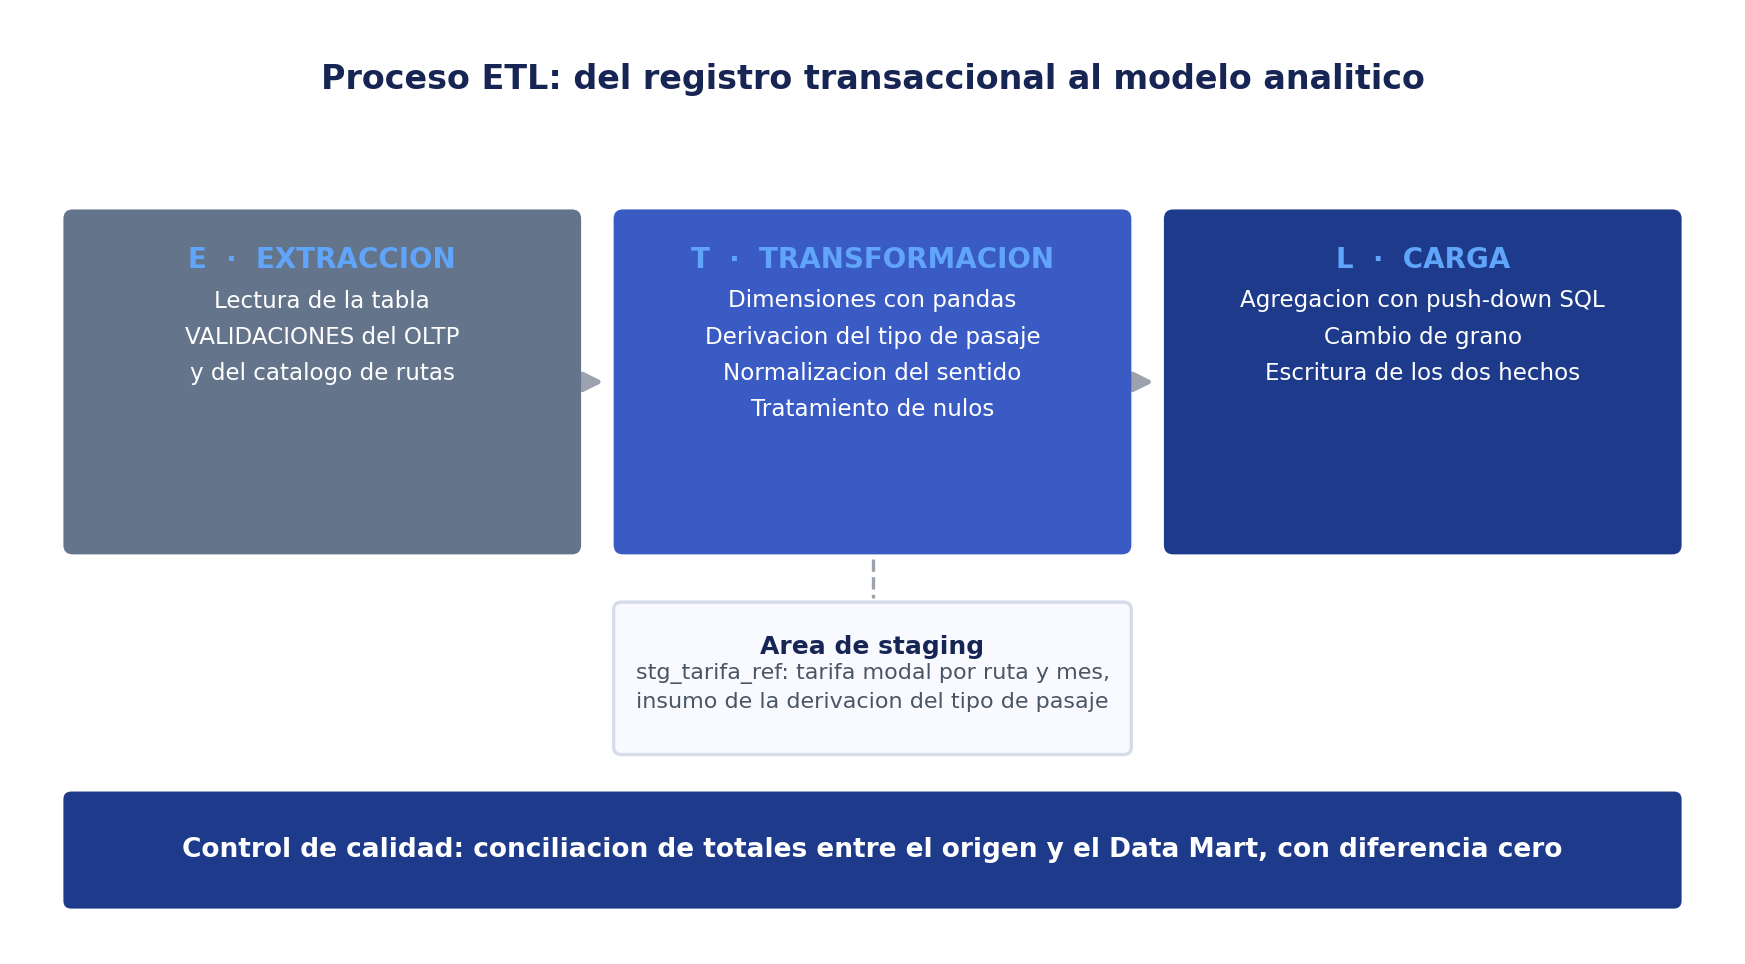 Proceso ETL: del registro transaccional al modelo analitico
E · EXTRACCION
Lectura de la tabla
VALIDACIONES del OLTP
y del catalogo de rutas
T · TRANSFORMACION
Dimensiones con pandas
Derivacion del tipo de pasaje
Normalizacion del sentido
Tratamiento de nulos
L · CARGA
Agregacion con push-down SQL
Cambio de grano
Escritura de los dos hechos
Area de staging
stg_tarifa_ref: tarifa modal por ruta y mes,
insumo de la derivacion del tipo de pasaje
Control de calidad: conciliacion de totales entre el origen y el Data Mart, con diferencia cero